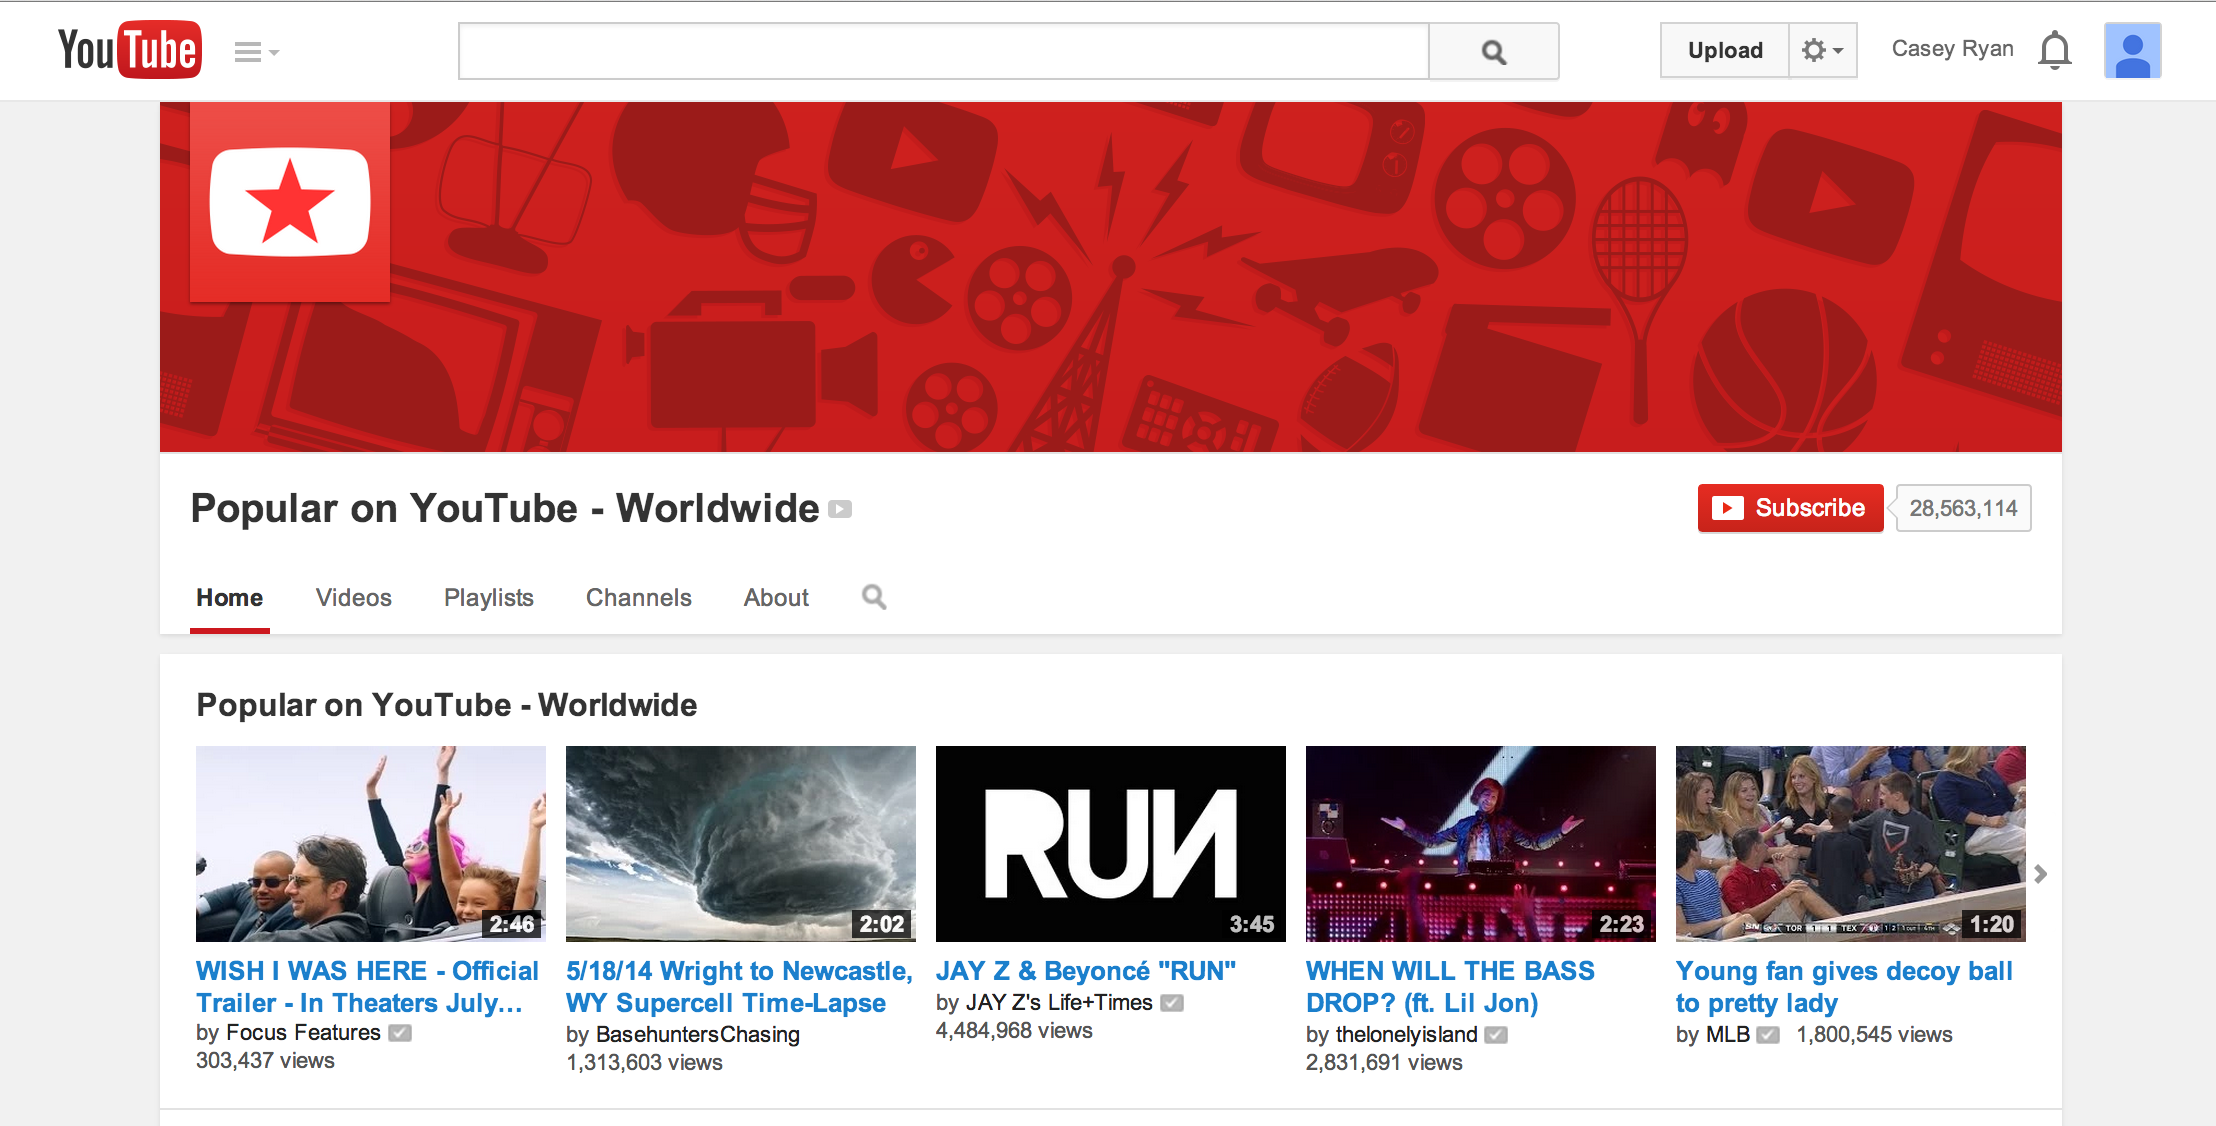 YouTube
Upload
Casey Ryan
Popular on YouTube - Worldwide
Subscribe
28,563,114
Home
Videos
Playlists
Channels
About
Popular on YouTube - Worldwide
2:46
2:02
RUN
3:45
2:23
TOR 1 1 TEX
1:20
WISH I WAS HERE - Official
Trailer - In Theaters July...
by Focus Features
303,437 views
5/18/14 Wright to Newcastle,
WY Supercell Time-Lapse
by BasehuntersChasing
1,313,603 views
JAY Z & Beyoncé "RUN"
by JAY Z's Life+Times
4,484,968 views
WHEN WILL THE BASS
DROP? (ft. Lil Jon)
by thelonelyisland
2,831,691 views
Young fan gives decoy ball
to pretty lady
by MLB 1,800,545 views